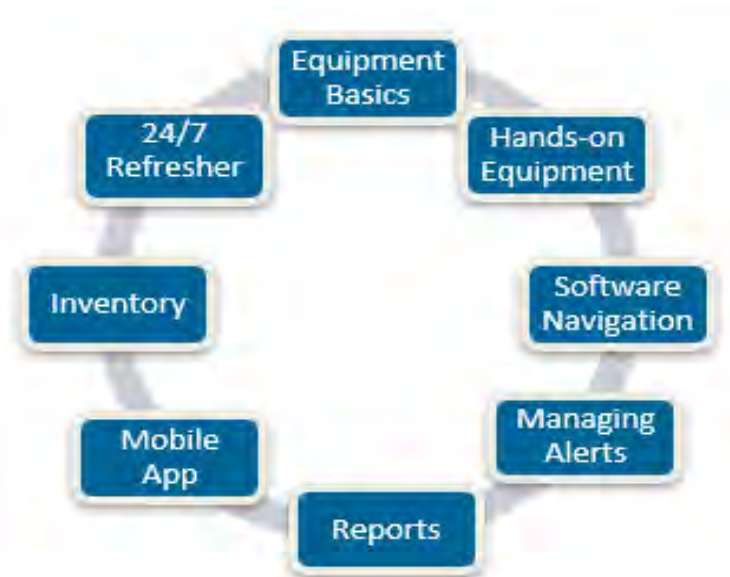 Equipment
Basics
Hands-on
Equipment
Software
Navigation
Managing
Alerts
Reports
Mobile
App
Inventory
24/7
Refresher